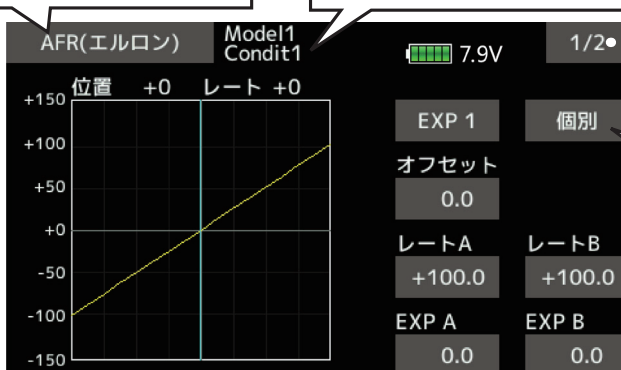 AFR(エルロン)
Model1
Condit1
7.9V
1/2
位置 +0 レート +0
+150
+100
+50
+0
-50
-100
-150
EXP 1
個別
オフセット
0.0
レートA レートB
+100.0 +100.0
EXP A EXP B
0.0 0.0